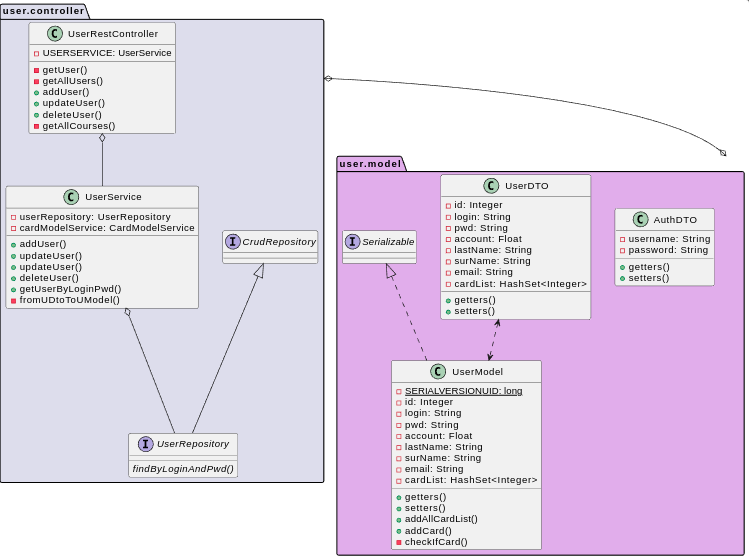 user.controller
C UserRestController
USERSERVICE: UserService
getUser()
getAllUsers()
addUser()
updateUser()
deleteUser()
getAllCourses()
C UserService
userRepository: UserRepository
cardModelService: CardModelService
addUser()
updateUser()
updateUser()
deleteUser()
getUserByLoginPwd()
fromUDtoToUModel()
I CrudRepository
I UserRepository
findByLoginAndPwd()
user.model
C UserDTO
id: Integer
login: String
pwd: String
account: Float
lastName: String
surName: String
email: String
cardList: HashSet<Integer>
getters()
setters()
C AuthDTO
username: String
password: String
getters()
setters()
I Serializable
C UserModel
SERIALVERSIONUID: long
id: Integer
login: String
pwd: String
account: Float
lastName: String
surName: String
email: String
cardList: HashSet<Integer>
getters()
setters()
addAllCardList()
addCard()
checkIfCard()